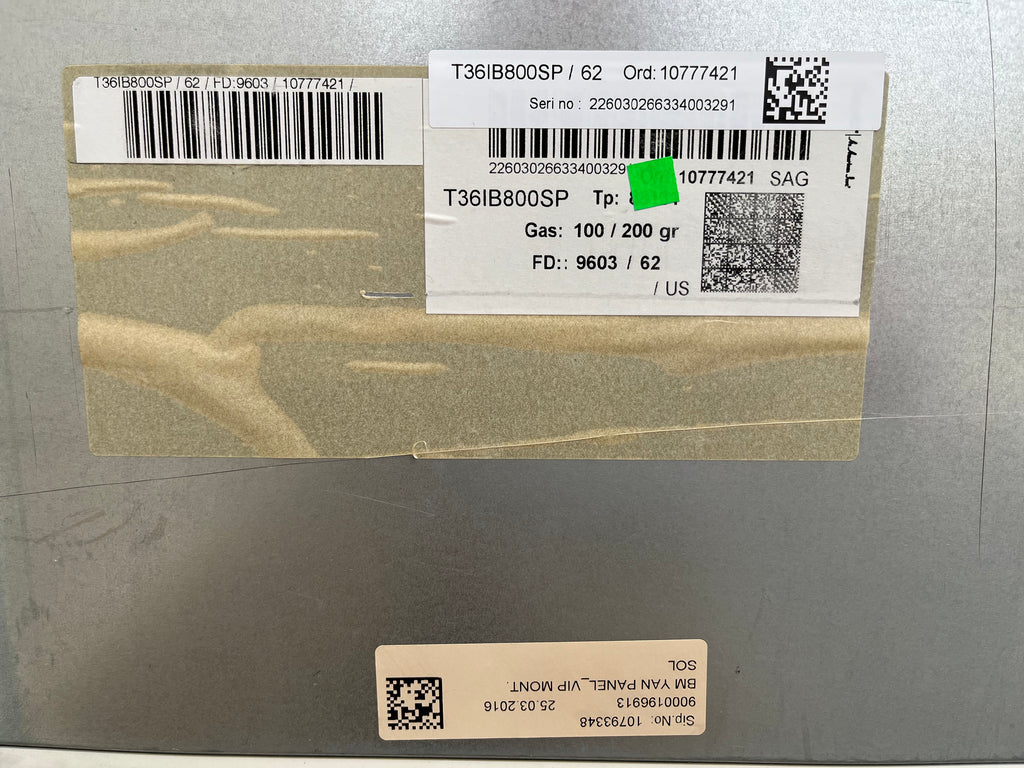 T36IB800SP / 62 / FD:9603 / 10777421 /
T36IB800SP / 62 Ord: 10777421
Seri no : 226030266334003291
22603026633400329
10777421 SAG
T36IB800SP Tp:
Gas: 100 / 200 gr
FD:: 9603 / 62
/ US
Sip.No: 10793348
9000196913 25.03.2016
BM YAN PANEL_VIP MONT.
SOL